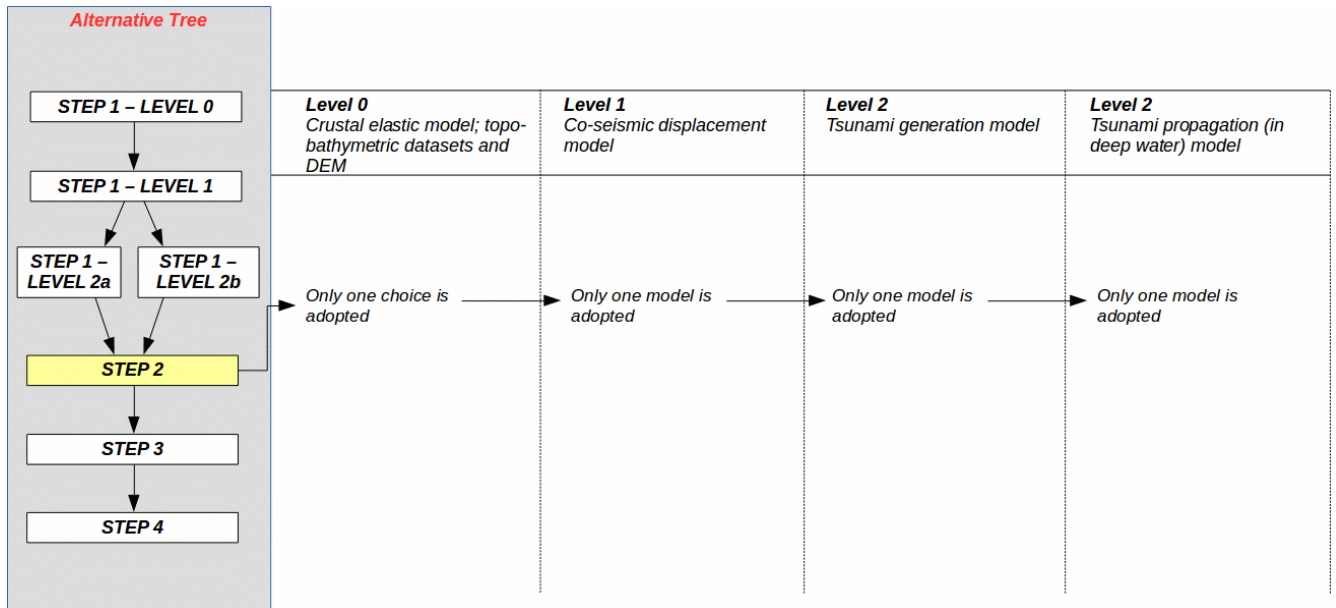 Alternative Tree
STEP 1 – LEVEL 0
STEP 1 – LEVEL 1
STEP 1 –
LEVEL 2a
STEP 1 –
LEVEL 2b
STEP 2
STEP 3
STEP 4
Level 0
Crustal elastic model; topo-
bathymetric datasets and
DEM
Level 1
Co-seismic displacement
model
Level 2
Tsunami generation model
Level 2
Tsunami propagation (in
deep water) model
Only one choice is
adopted
Only one model is
adopted
Only one model is
adopted
Only one model is
adopted